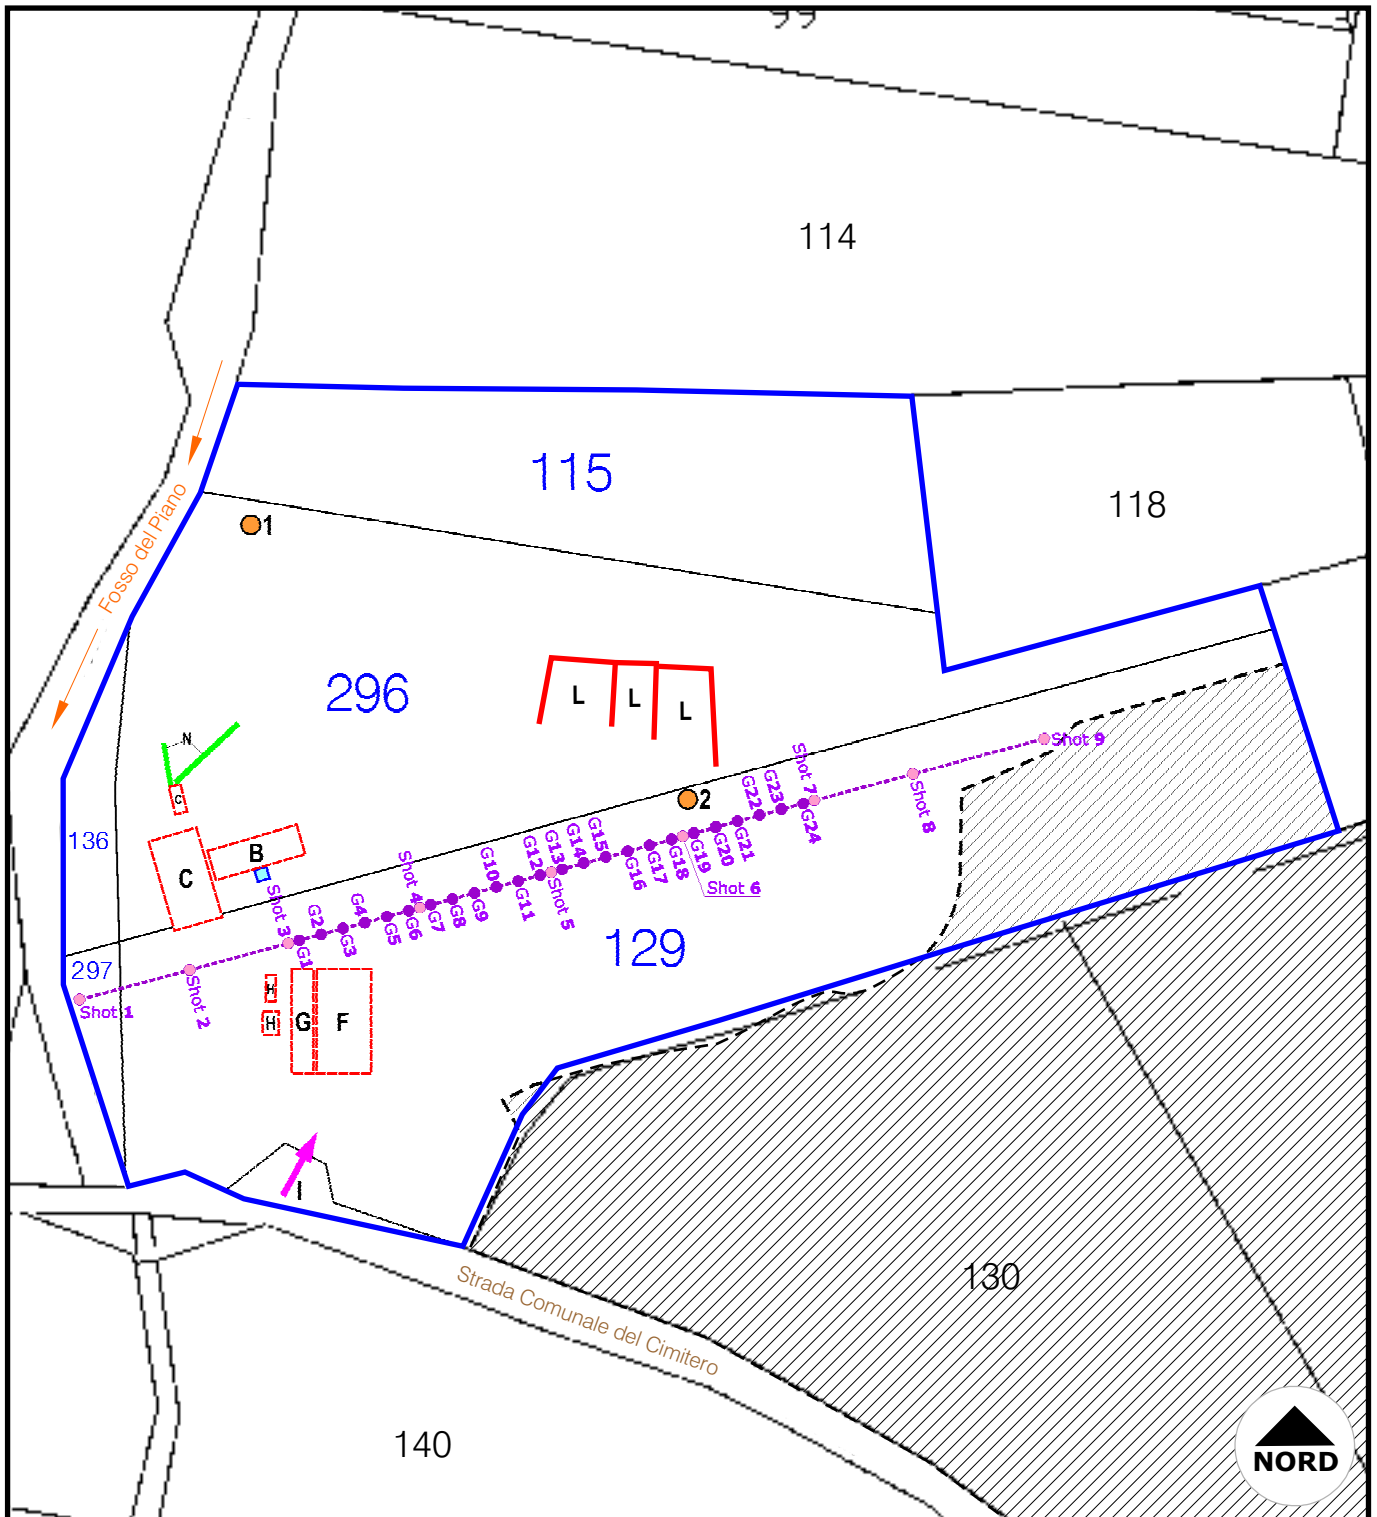 114
115
118
Fosso del Piano
1
296
L
L
L
N
C
136
B
C
2
Shot 9
Shot 8
Shot 7
G24
G23
G22
G21
G20
G19
Shot 6
G18
G17
G16
G15
G14
G13
G12
Shot 5
G11
G10
G9
G8
G7
Shot 4
G6
G5
G4
G3
G2
G1
Shot 3
Shot 2
Shot 1
297
129
H
H
G
F
I
130
Strada Comunale del Cimitero
140
NORD